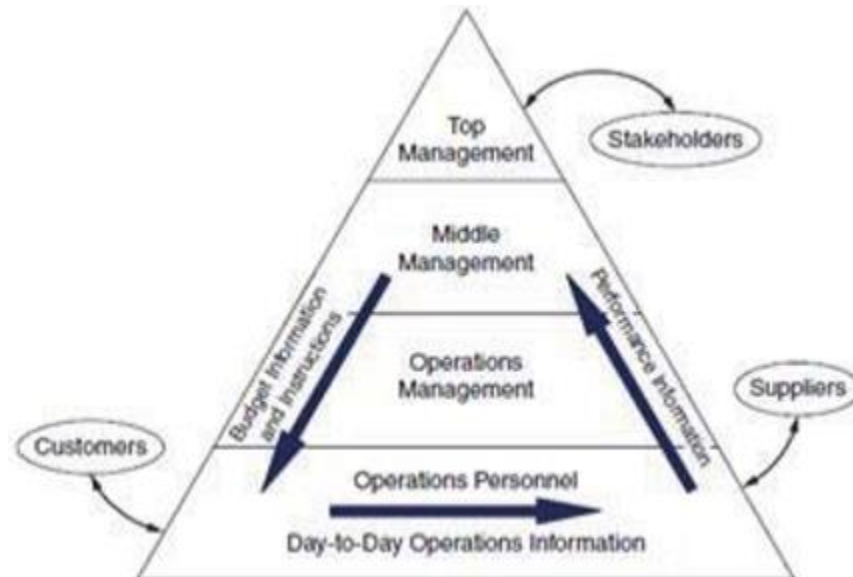 Top
Management
Stakeholders
Middle
Management
Budget Information
and Instructions
Performance Information
Operations
Management
Suppliers
Customers
Operations Personnel
Day-to-Day Operations Information